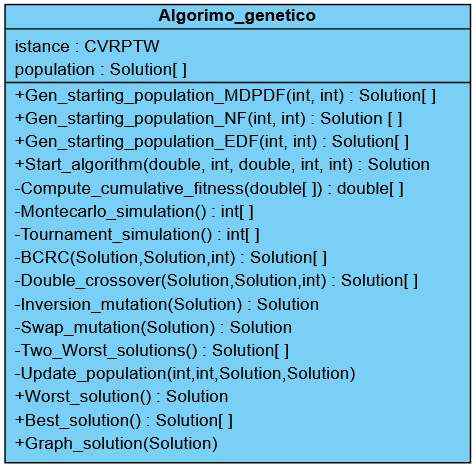 Algorimo_genetico
istance : CVRPTW
population : Solution[ ]
+Gen_starting_population_MDPDF(int, int) : Solution[ ]
+Gen_starting_population_NF(int, int) : Solution [ ]
+Gen_starting_population_EDF(int, int) : Solution[ ]
+Start_algorithm(double, int, double, int, int) : Solution
-Compute_cumulative_fitness(double[ ]) : double[ ]
-Montecarlo_simulation() : int[ ]
-Tournament_simulation() : int[ ]
-BCRC(Solution,Solution,int) : Solution[ ]
-Double_crossover(Solution,Solution,int) : Solution[ ]
-Inversion_mutation(Solution) : Solution
-Swap_mutation(Solution) : Solution
-Two_Worst_solutions() : Solution[ ]
-Update_population(int,int,Solution,Solution)
+Worst_solution() : Solution
+Best_solution() : Solution[ ]
+Graph_solution(Solution)